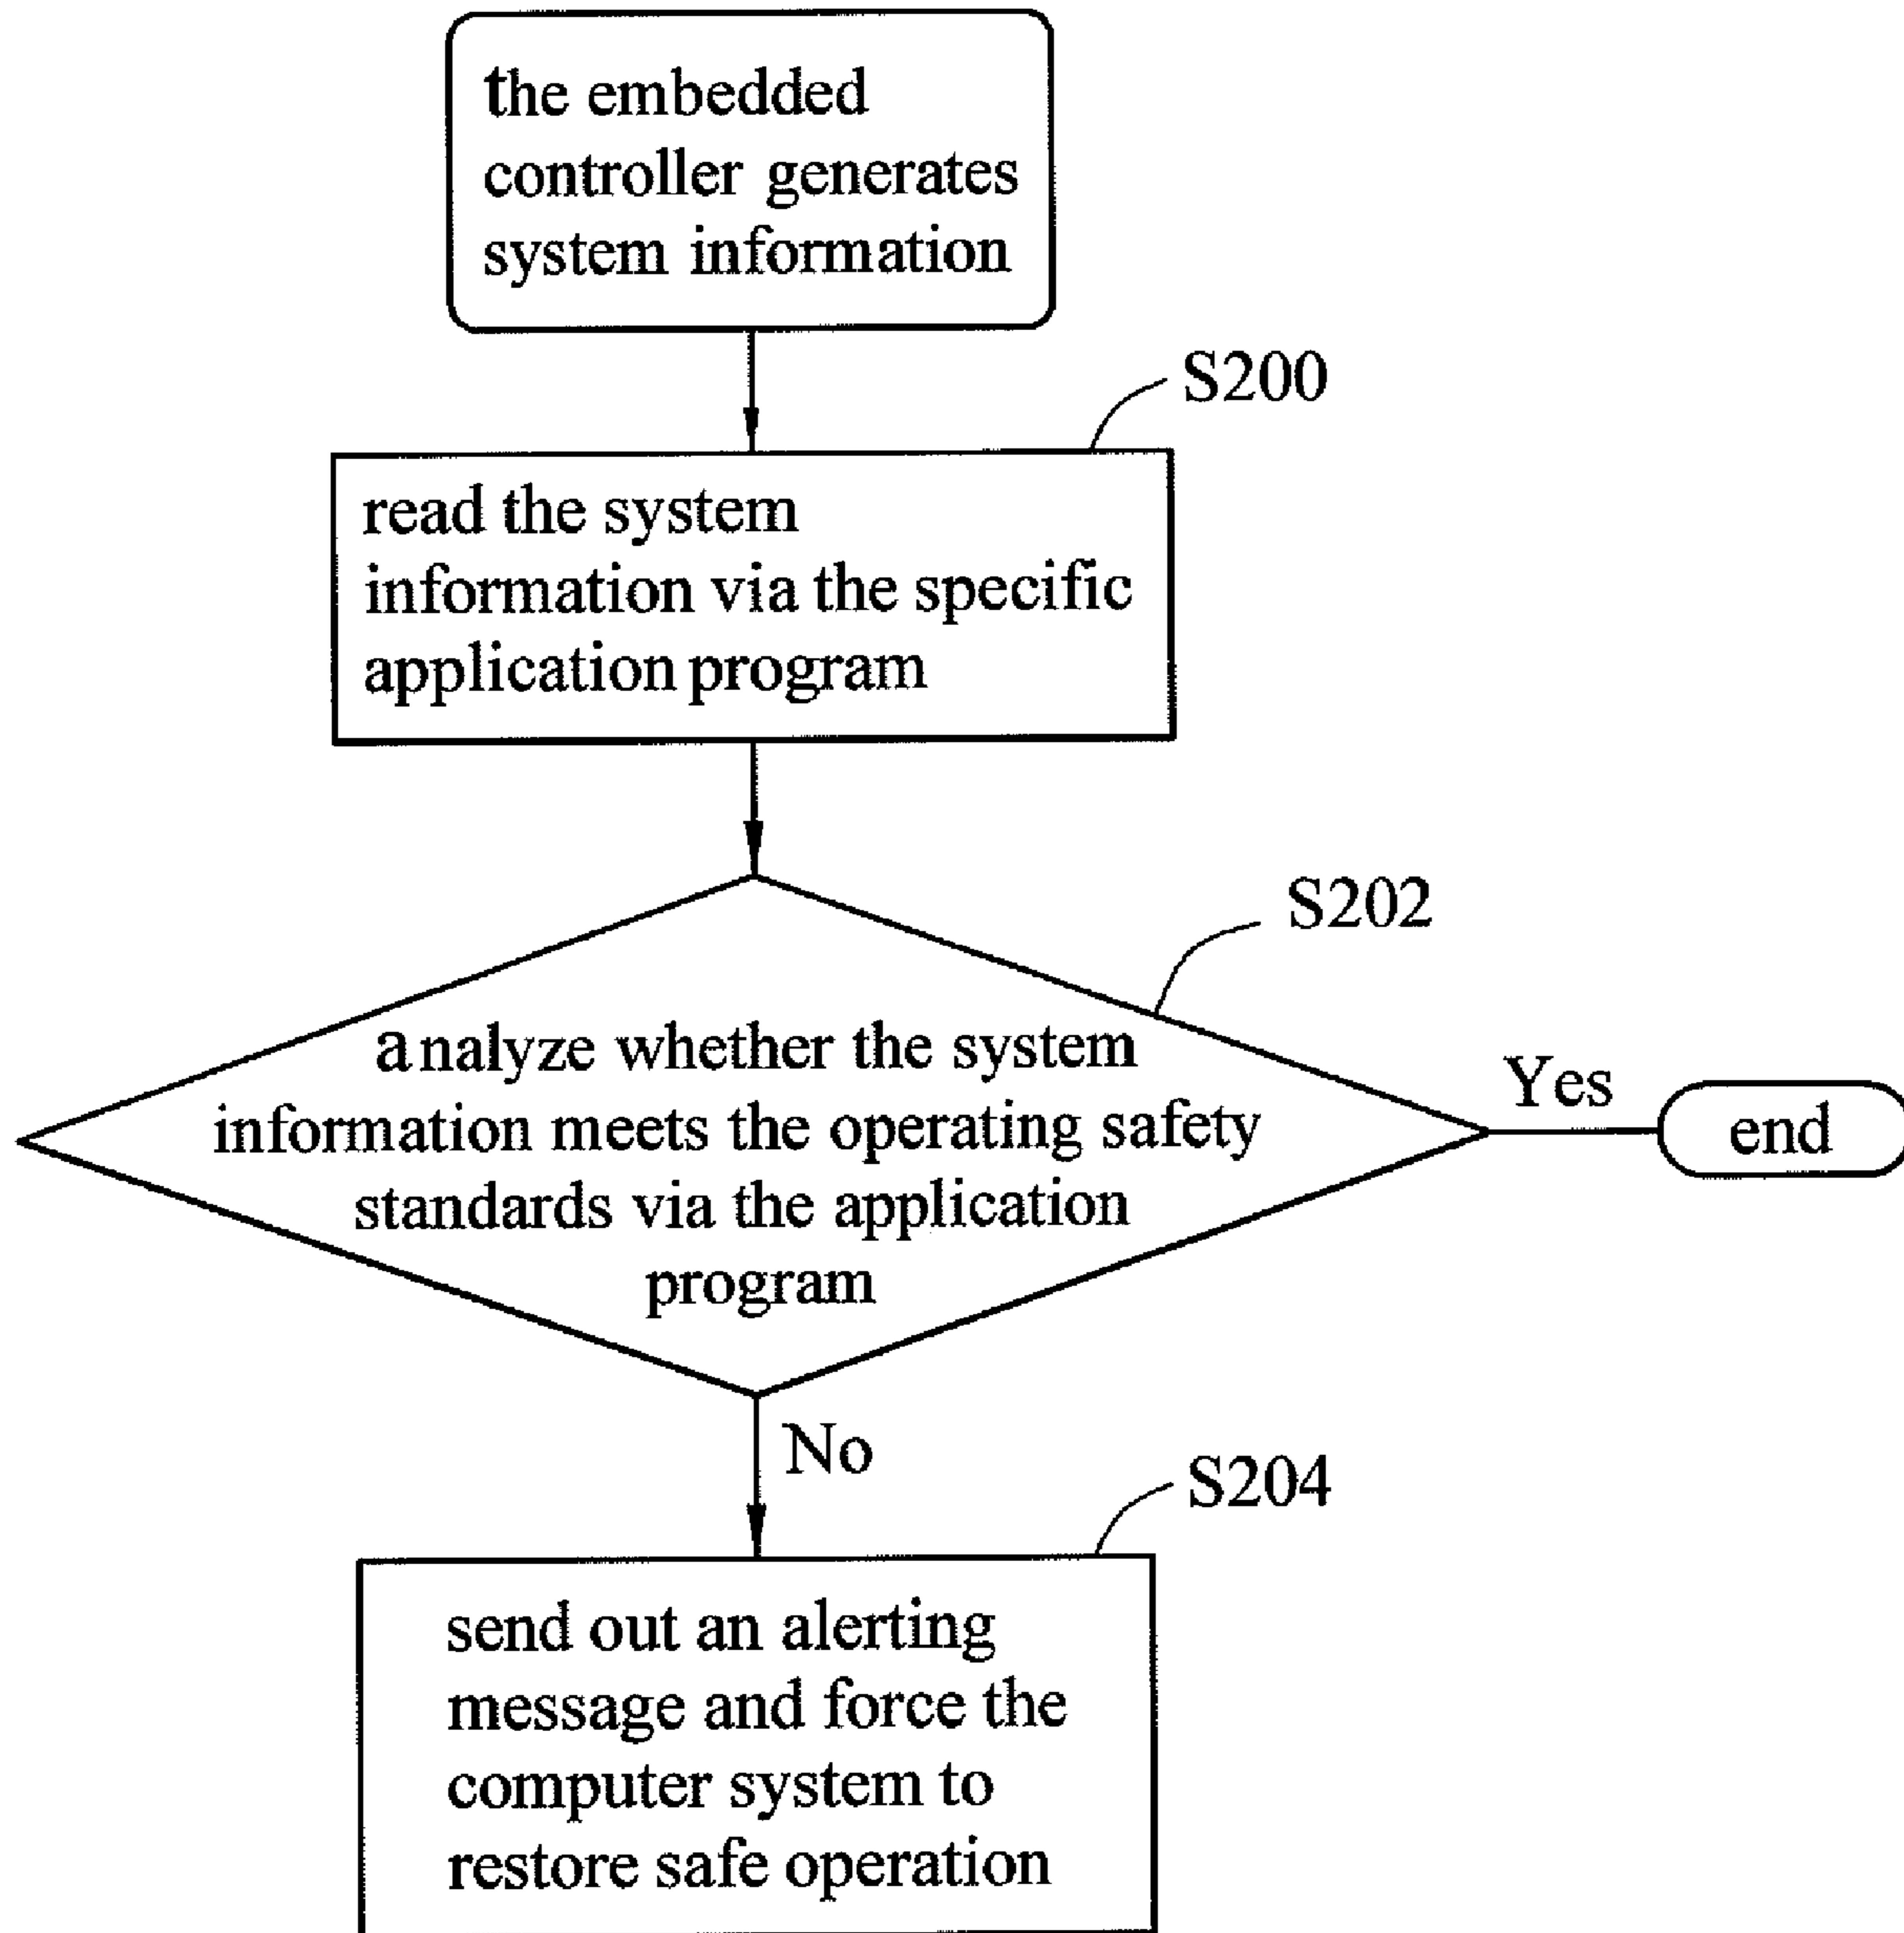 the embedded
controller generates
system information
S200
read the system
information via the specific
application program
S202
analyze whether the system
information meets the operating safety
standards via the application
program
Yes
end
No
S204
send out an alerting
message and force the
computer system to
restore safe operation